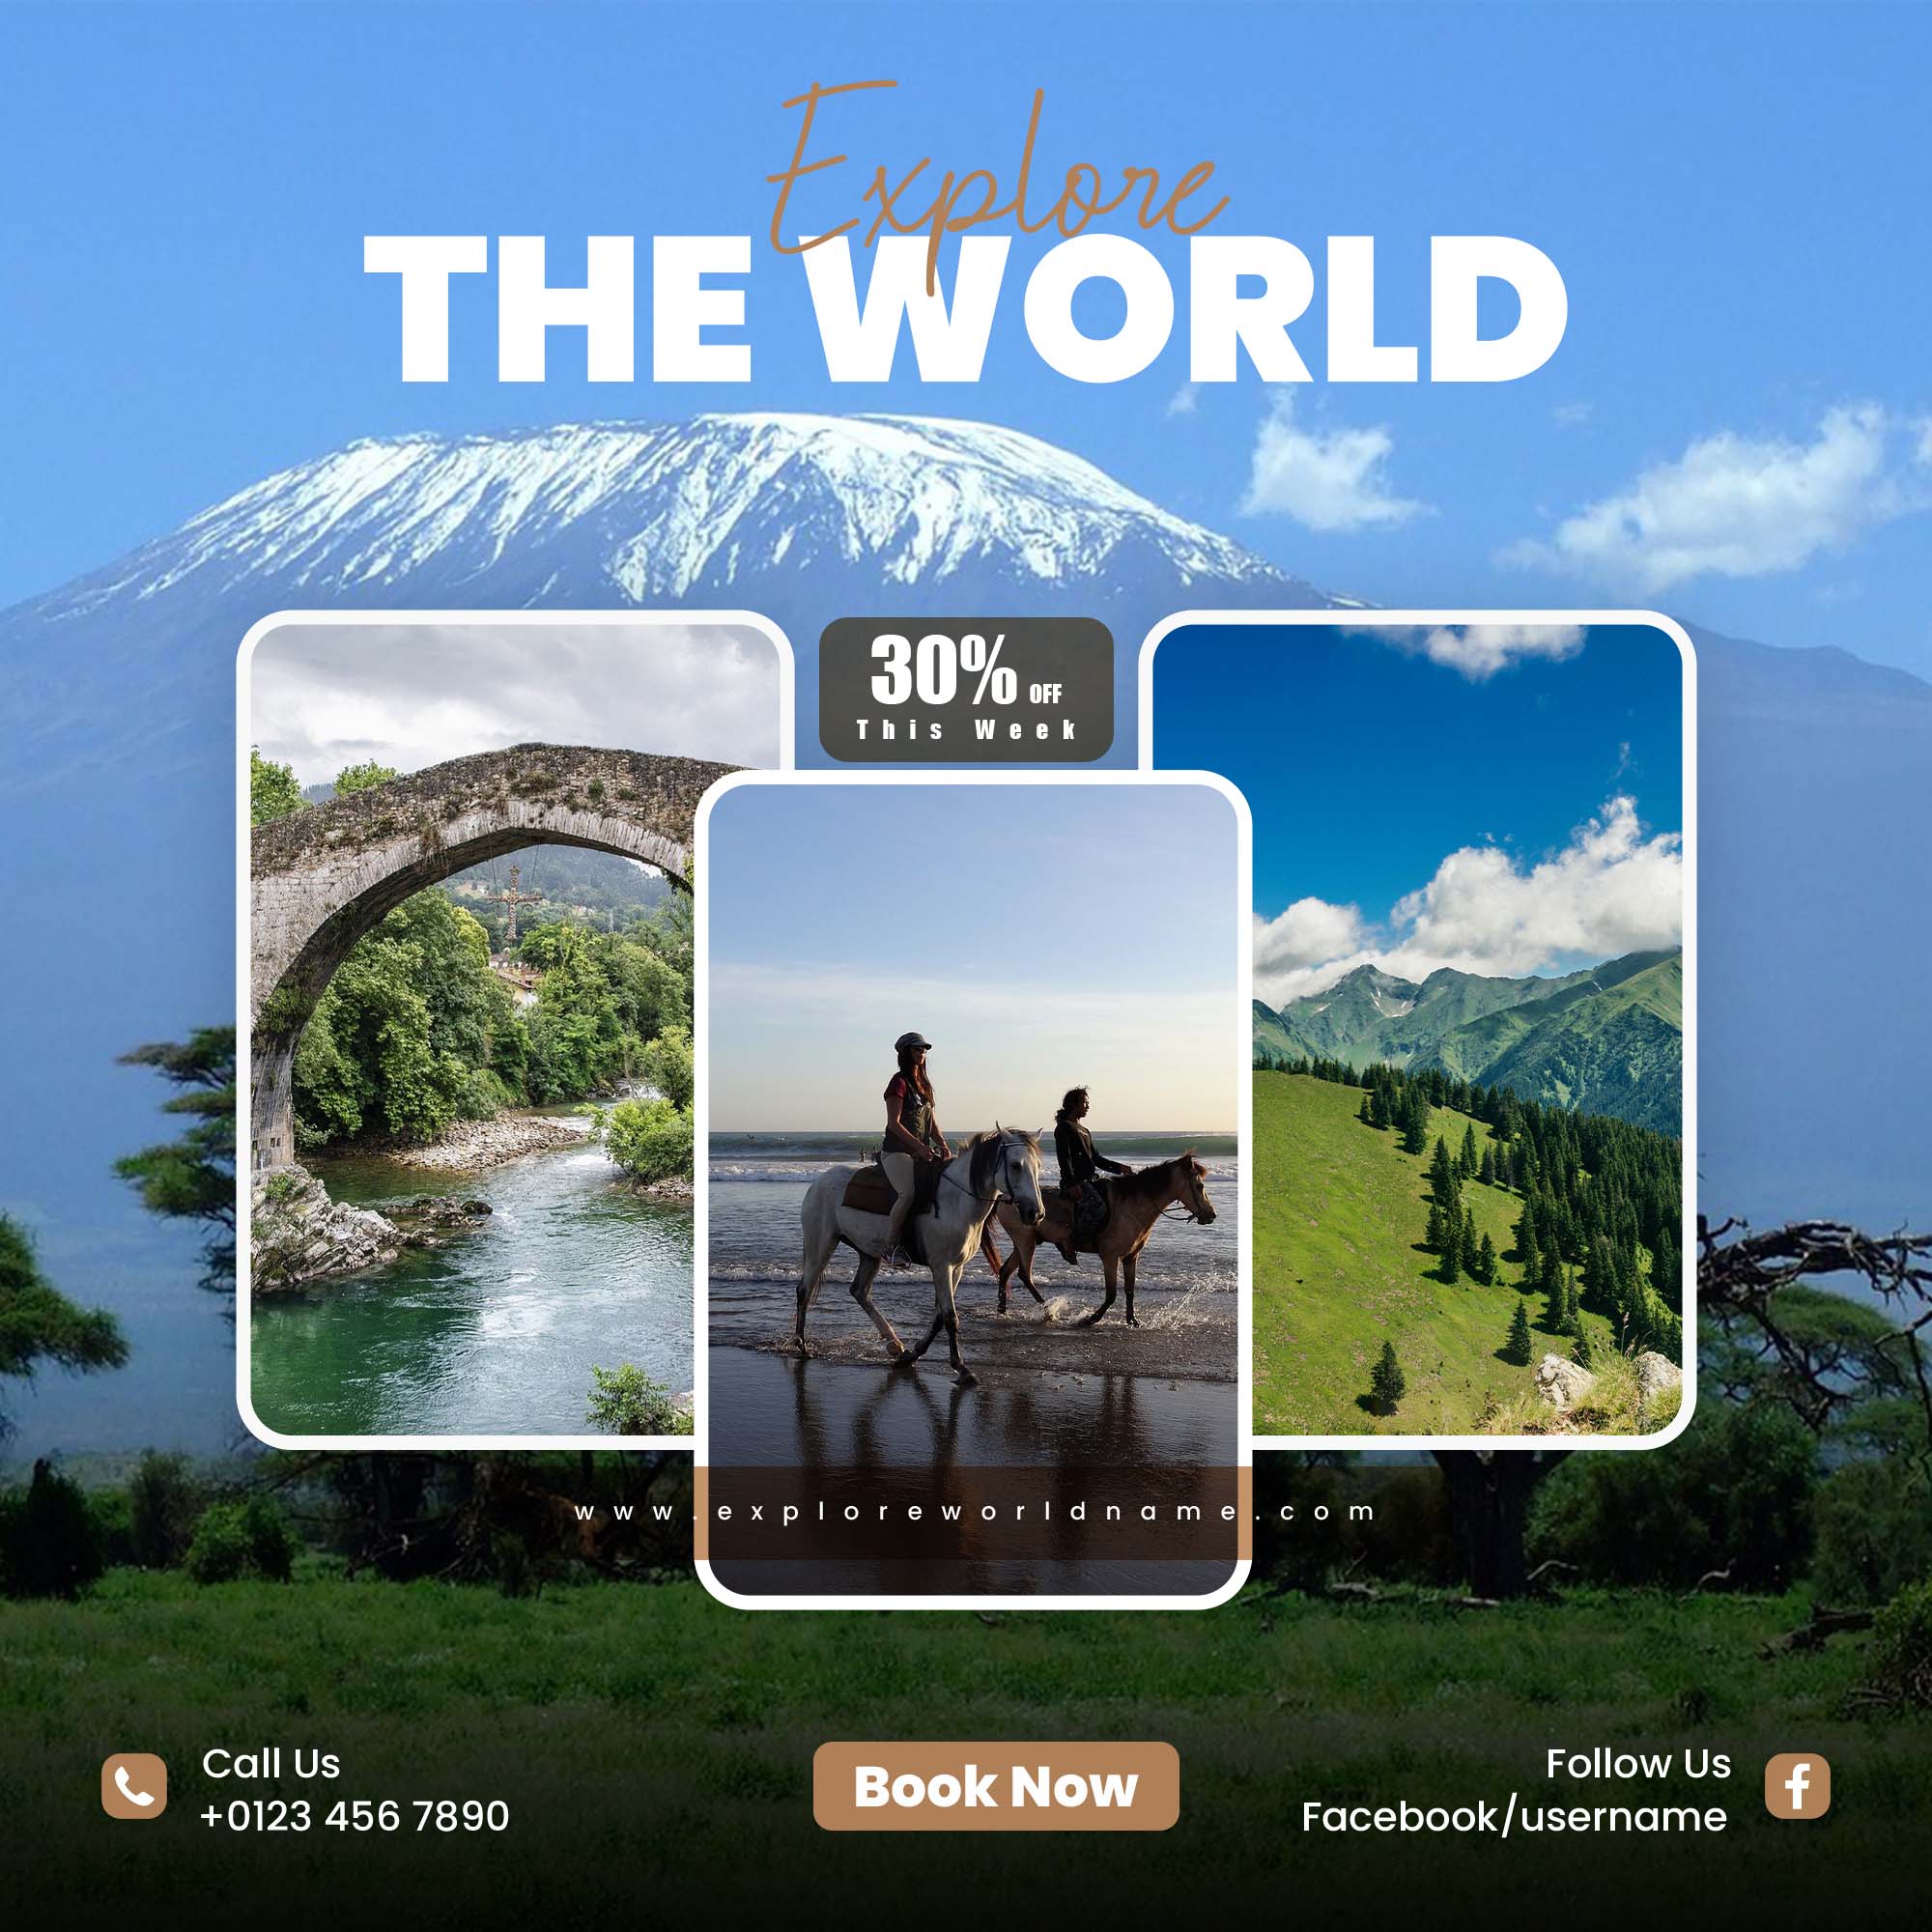 Explore
THE WORLD
30% OFF
This Week
www.exploreworldname.com
Call Us
+0123 456 7890
Book Now
Follow Us
Facebook/username